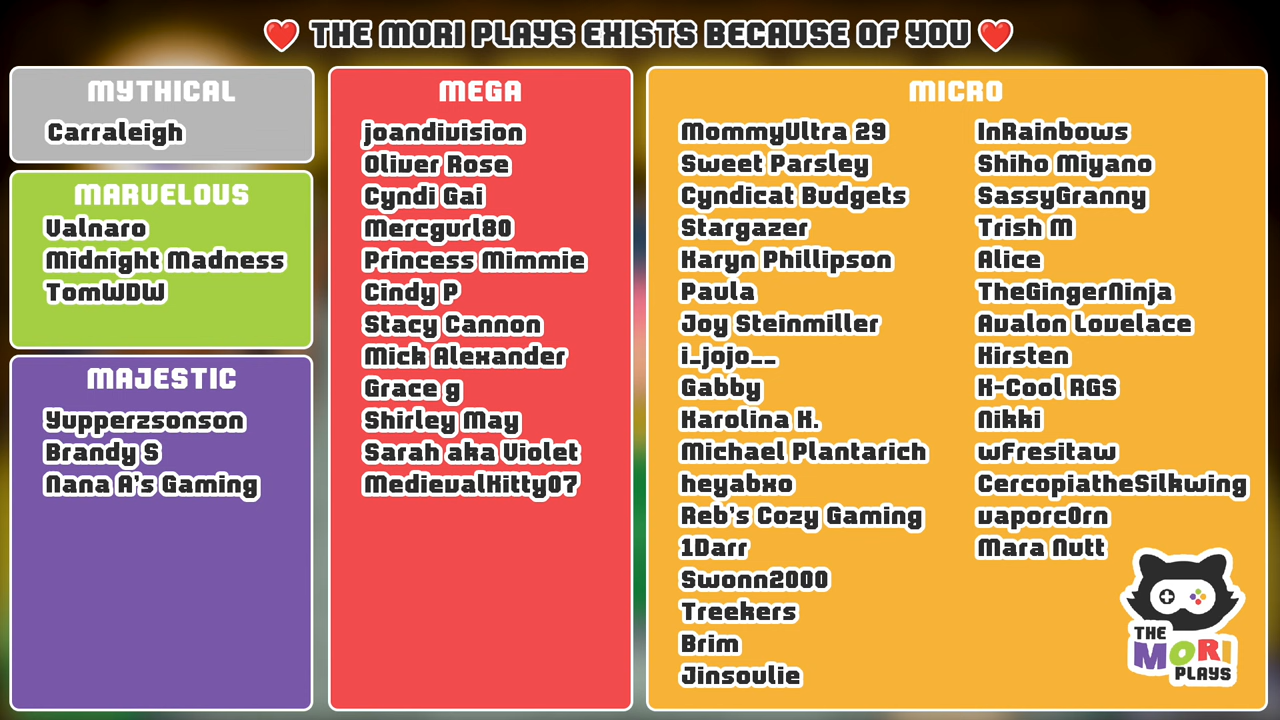 THE MORI PLAYS EXISTS BECAUSE OF YOU
MYTHICAL
Carraleigh
MARVELOUS
Valnaro
Midnight Madness
TomWDW
MAJESTIC
Yupperzsonson
Brandy S
Nana A's Gaming
MEGA
joandivision
Oliver Rose
Cyndi Gai
Mercgurl80
Princess Mimmie
Cindy P
Stacy Cannon
Mick Alexander
Grace g
Shirley May
Sarah aka Violet
MedievalKitty07
MICRO
MommyUltra 29
Sweet Parsley
Cyndicat Budgets
Stargazer
Karyn Phillipson
Paula
Joy Steinmiller
i_jojo__
Gabby
Karolina K.
Michael Plantarich
heyabxo
Reb's Cozy Gaming
1Darr
Swonn2000
Treekers
Brim
Jinsoulie
InRainbows
Shiho Miyano
SassyGranny
Trish M
Alice
TheGingerNinja
Avalon Lovelace
Kirsten
K-Cool RGS
Nikki
wFresitaw
CercopiatheSilkwing
vaporc0rn
Mara Nutt
THE
MORI
PLAYS